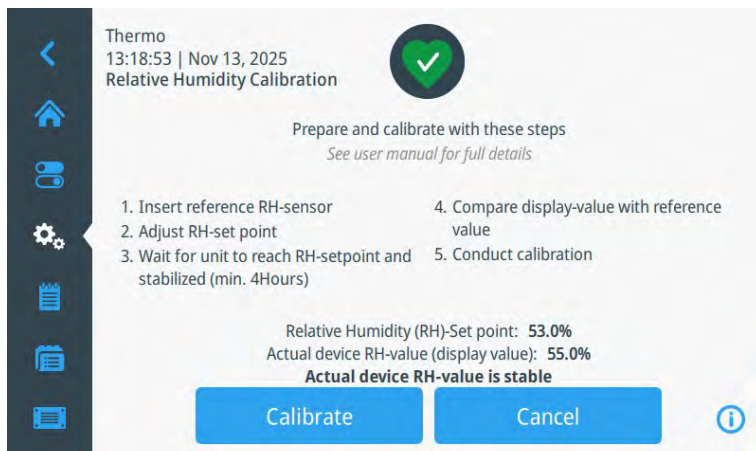 Thermo
13:18:53 | Nov 13, 2025
Relative Humidity Calibration
Prepare and calibrate with these steps
See user manual for full details
1. Insert reference RH-sensor
2. Adjust RH-set point
3. Wait for unit to reach RH-setpoint and
stabilized (min. 4Hours)
4. Compare display-value with reference
value
5. Conduct calibration
Relative Humidity (RH)-Set point: 53.0%
Actual device RH-value (display value): 55.0%
Actual device RH-value is stable
Calibrate
Cancel